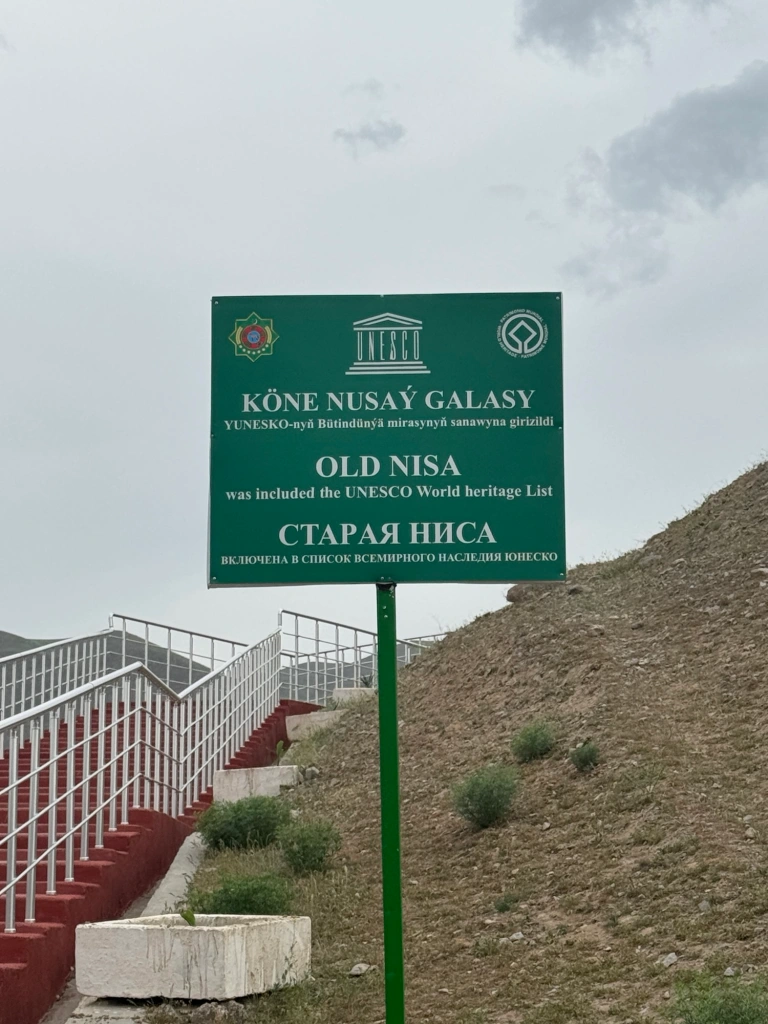 UNESCO
KÖNE NUSAÝ GALASY
YUNESKO-nyň Bütindünýä mirasynyň sanawyna girizildi
OLD NISA
was included the UNESCO World heritage List
СТАРАЯ НИСА
ВКЛЮЧЕНА В СПИСОК ВСЕМИРНОГО НАСЛЕДИЯ ЮНЕСКО